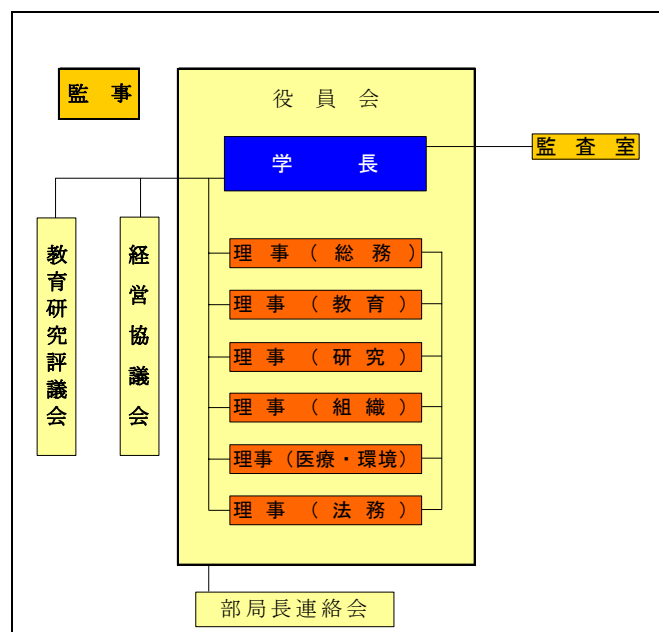 監事
役員会
学長
監査室
教育研究評議会
経営協議会
理事（総務）
理事（教育）
理事（研究）
理事（組織）
理事（医療・環境）
理事（法務）
部局長連絡会